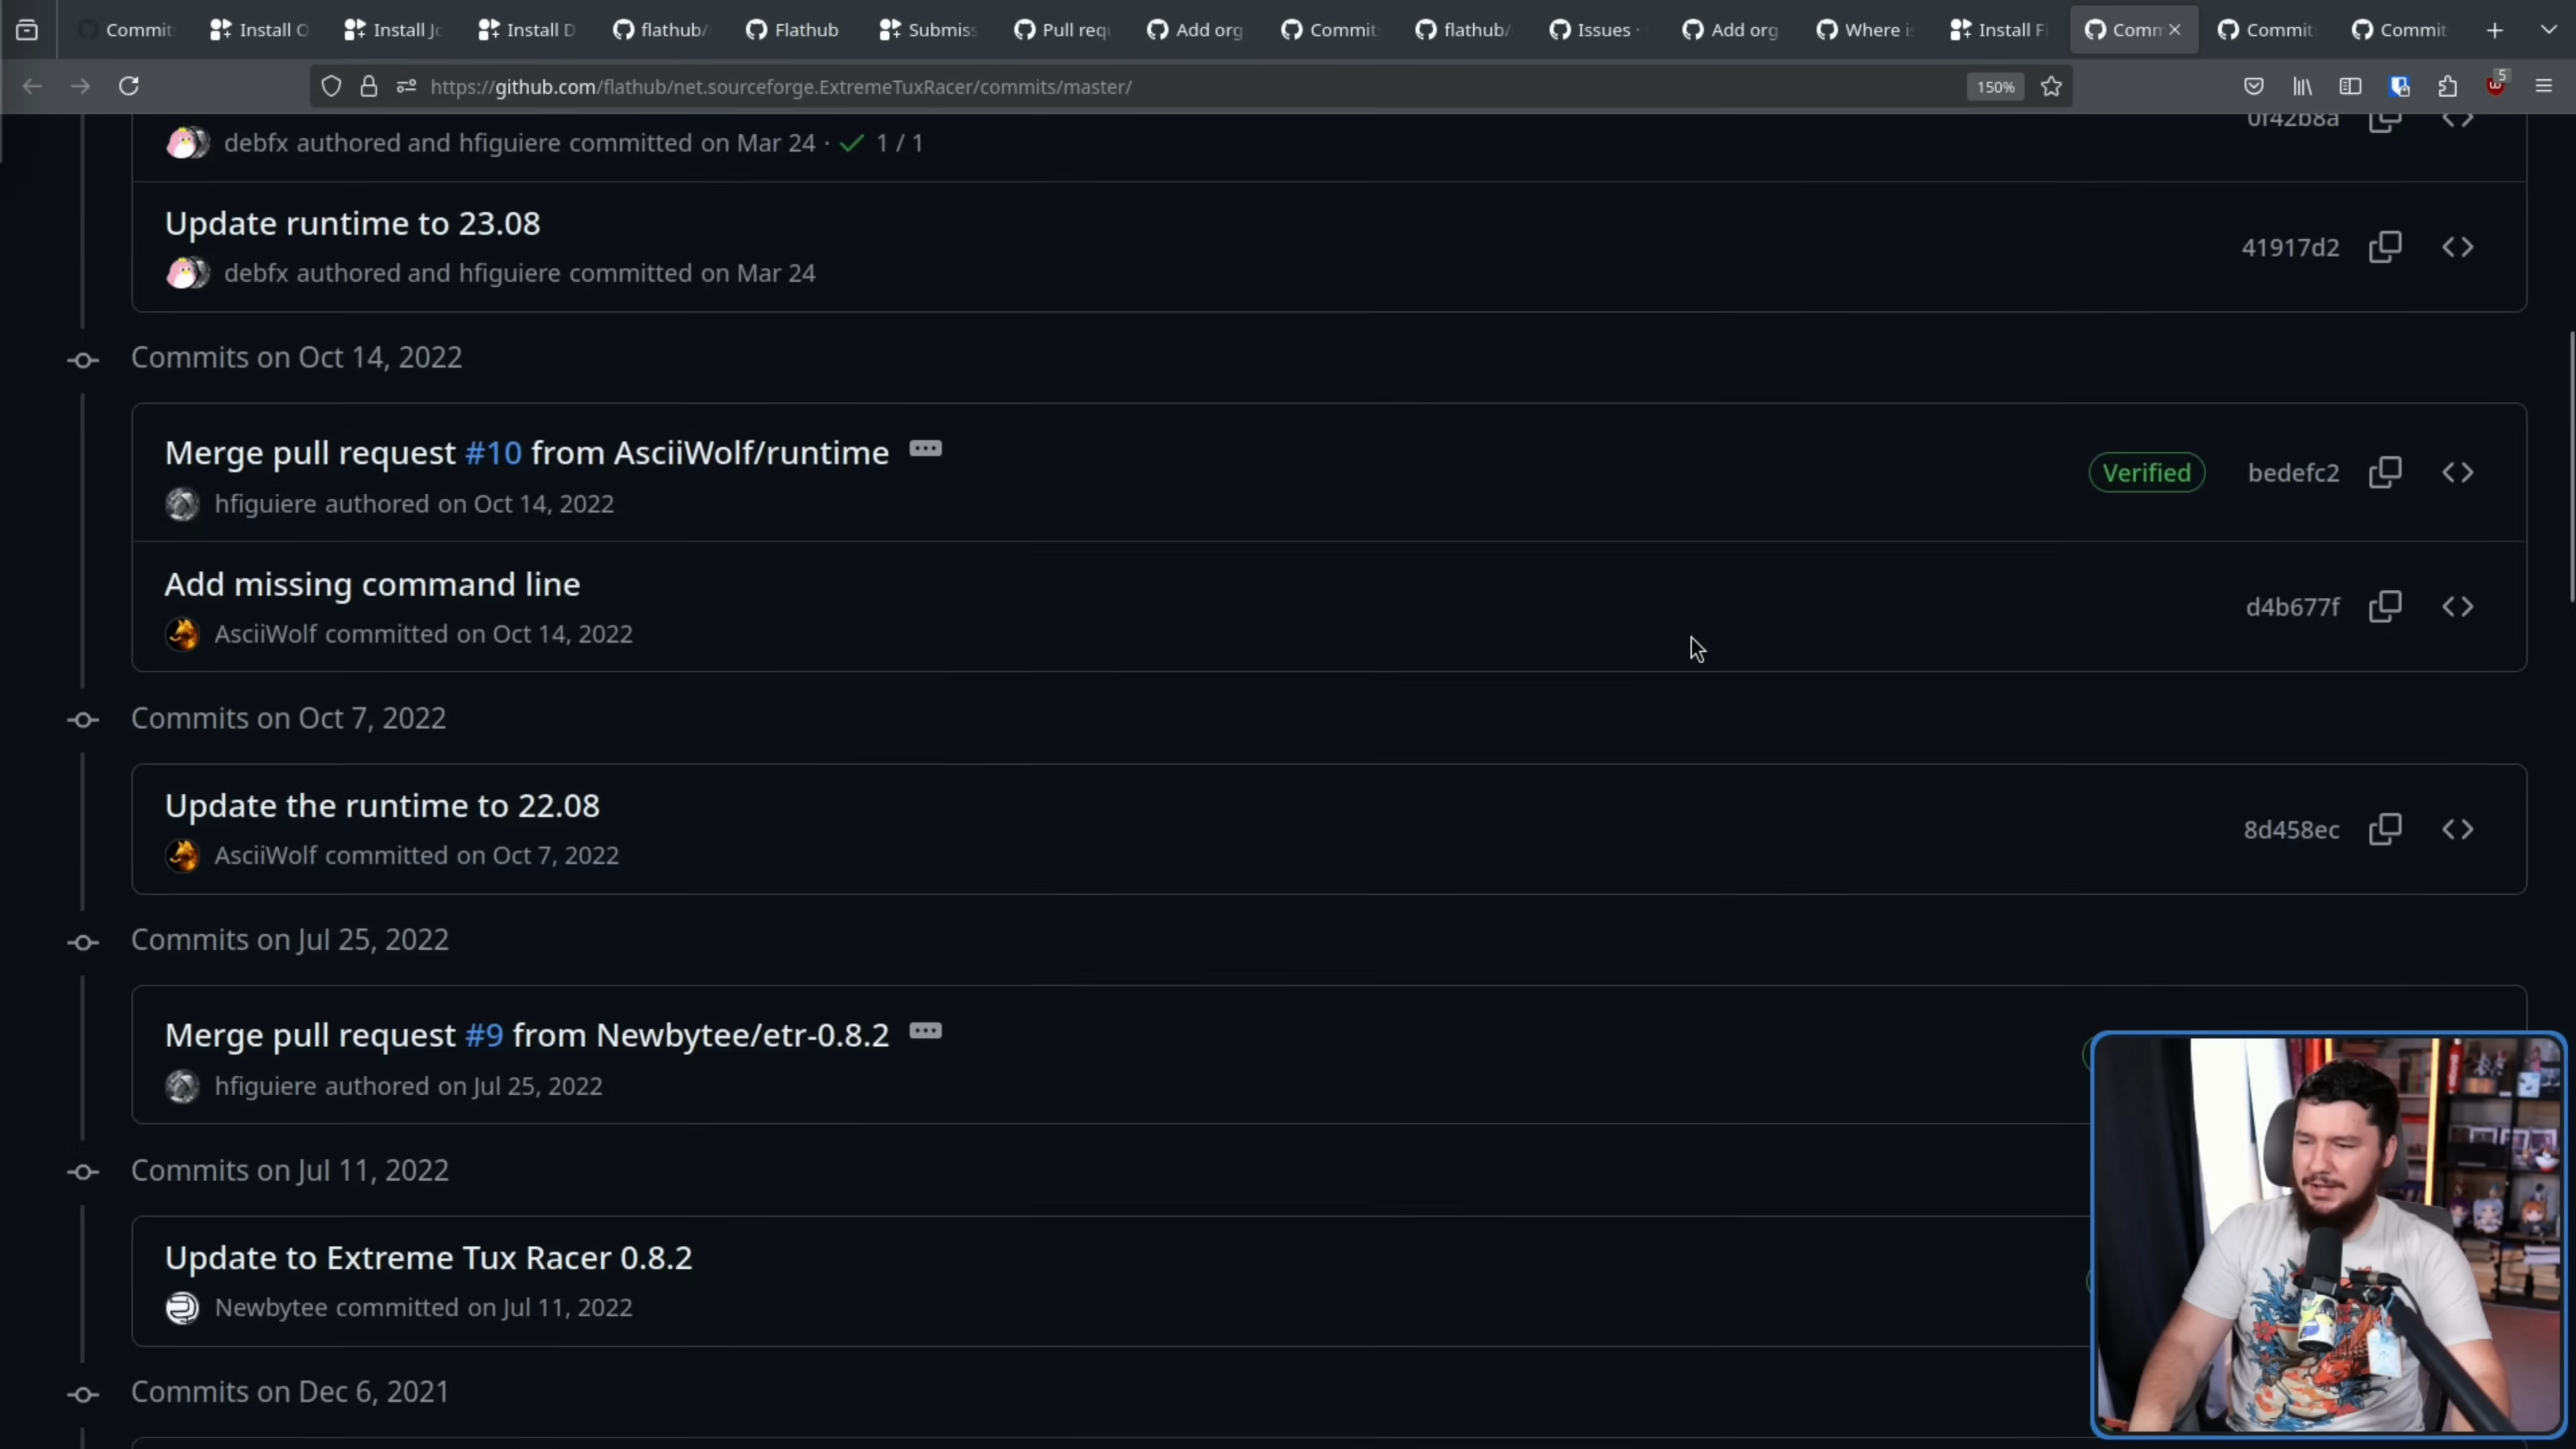 Commit Install O Install Jo Install D flathub/ Flathub Submiss Pull requ Add org Commit flathub/ Issues · Add org Where i Install Fl Comm Commit Commit
https://github.com/flathub/net.sourceforge.ExtremeTuxRacer/commits/master/ 150% 5
debfx authored and hfiguiere committed on Mar 24 · 1 / 1 0f42b8a
Update runtime to 23.08
debfx authored and hfiguiere committed on Mar 24 41917d2
Commits on Oct 14, 2022
Merge pull request #10 from AsciiWolf/runtime
hfiguiere authored on Oct 14, 2022 Verified bedefc2
Add missing command line
AsciiWolf committed on Oct 14, 2022 d4b677f
Commits on Oct 7, 2022
Update the runtime to 22.08
AsciiWolf committed on Oct 7, 2022 8d458ec
Commits on Jul 25, 2022
Merge pull request #9 from Newbytee/etr-0.8.2
hfiguiere authored on Jul 25, 2022
Commits on Jul 11, 2022
Update to Extreme Tux Racer 0.8.2
Newbytee committed on Jul 11, 2022
Commits on Dec 6, 2021